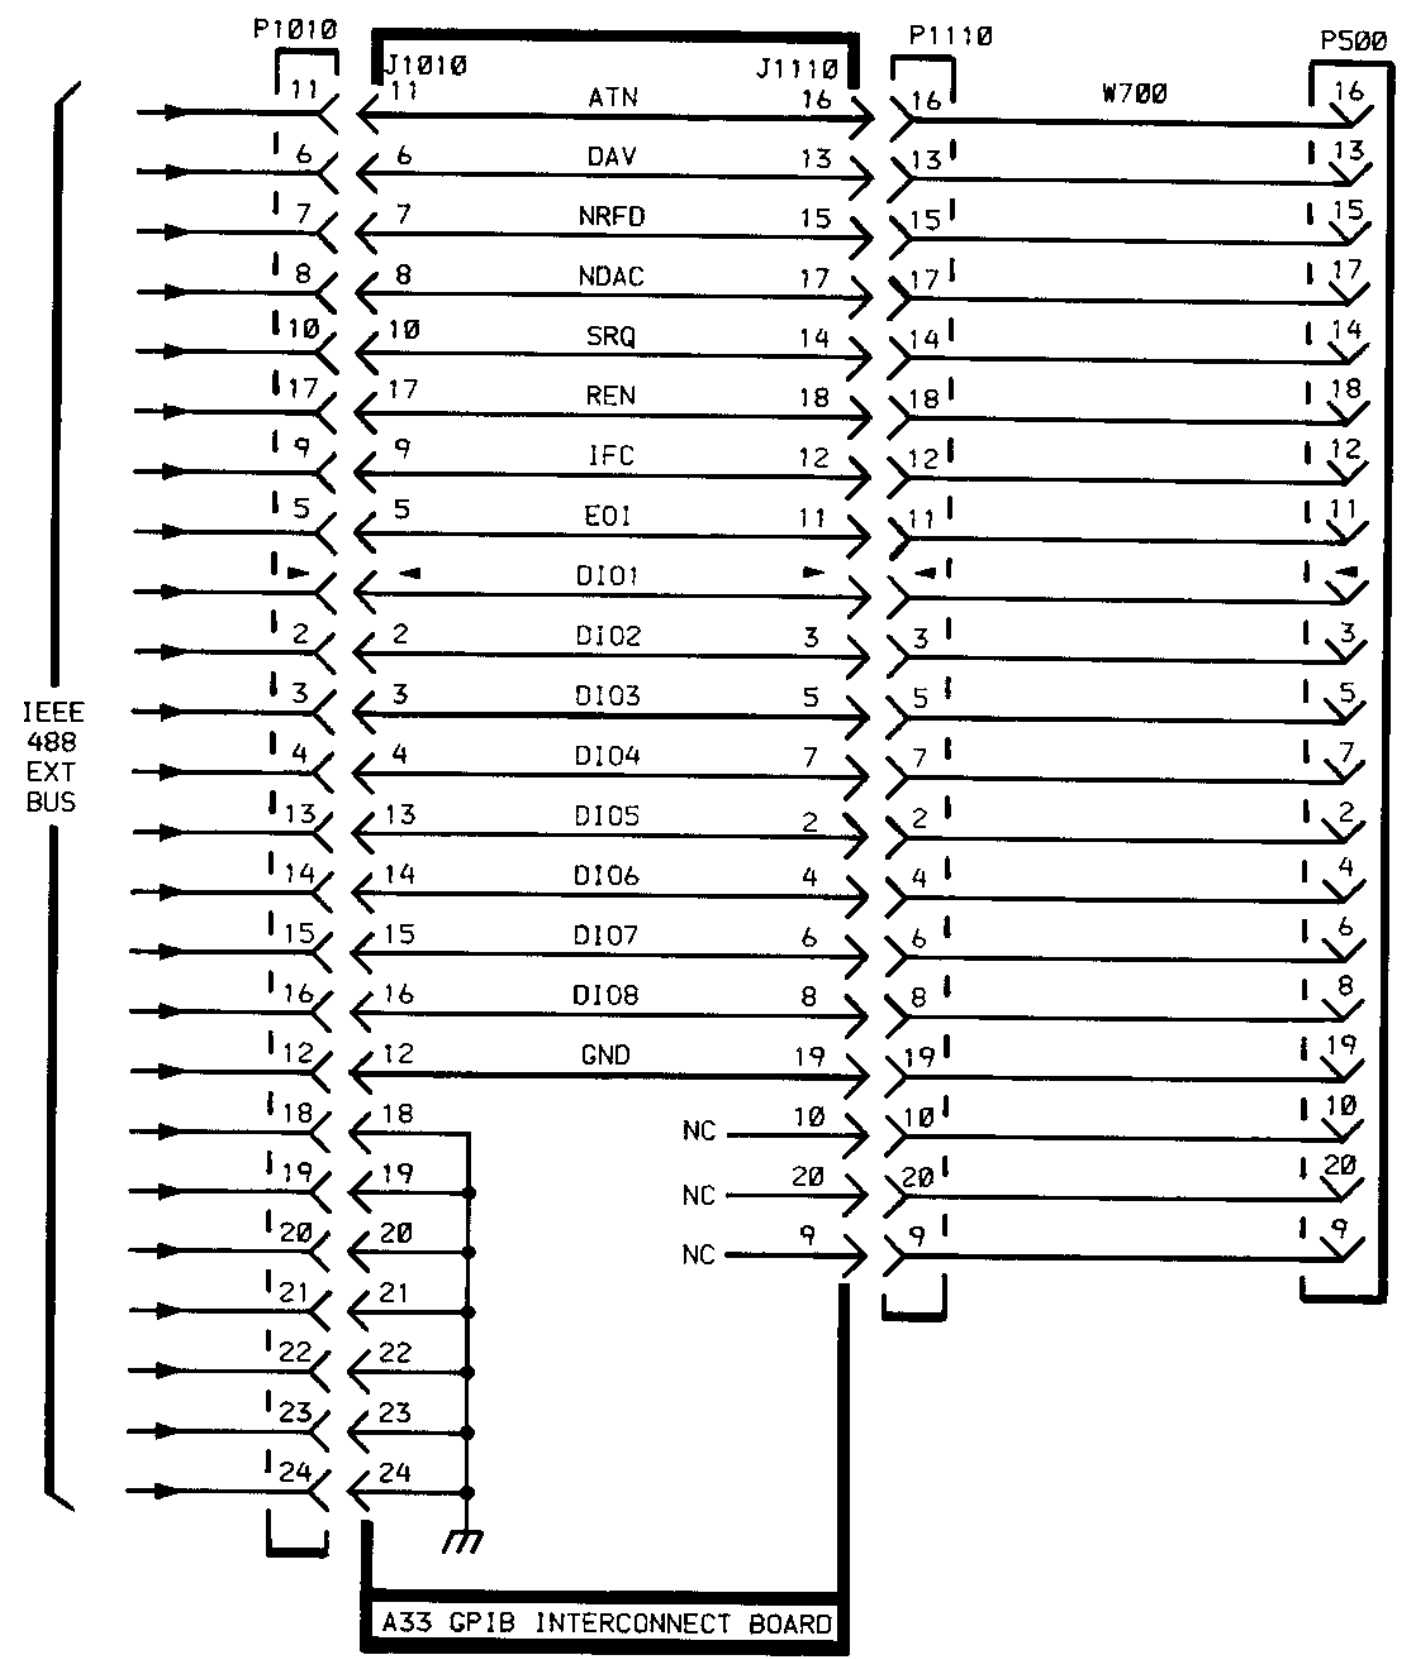 P1010 P1110 P500
J1010 J1110
11 11 ATN 16 16 W700 16
6 6 DAV 13 13 13
7 7 NRFD 15 15 15
8 8 NDAC 17 17 17
10 10 SRQ 14 14 14
17 17 REN 18 18 18
9 9 IFC 12 12 12
5 5 EOI 11 11 11
DIO1
2 2 DIO2 3 3 3
3 3 DIO3 5 5 5
IEEE
488
EXT
BUS
4 4 DIO4 7 7 7
13 13 DIO5 2 2 2
14 14 DIO6 4 4 4
15 15 DIO7 6 6 6
16 16 DIO8 8 8 8
12 12 GND 19 19 19
18 18 NC 10 10 10
19 19 NC 20 20 20
20 20 NC 9 9 9
21 21
22 22
23 23
24 24
A33 GPIB INTERCONNECT BOARD